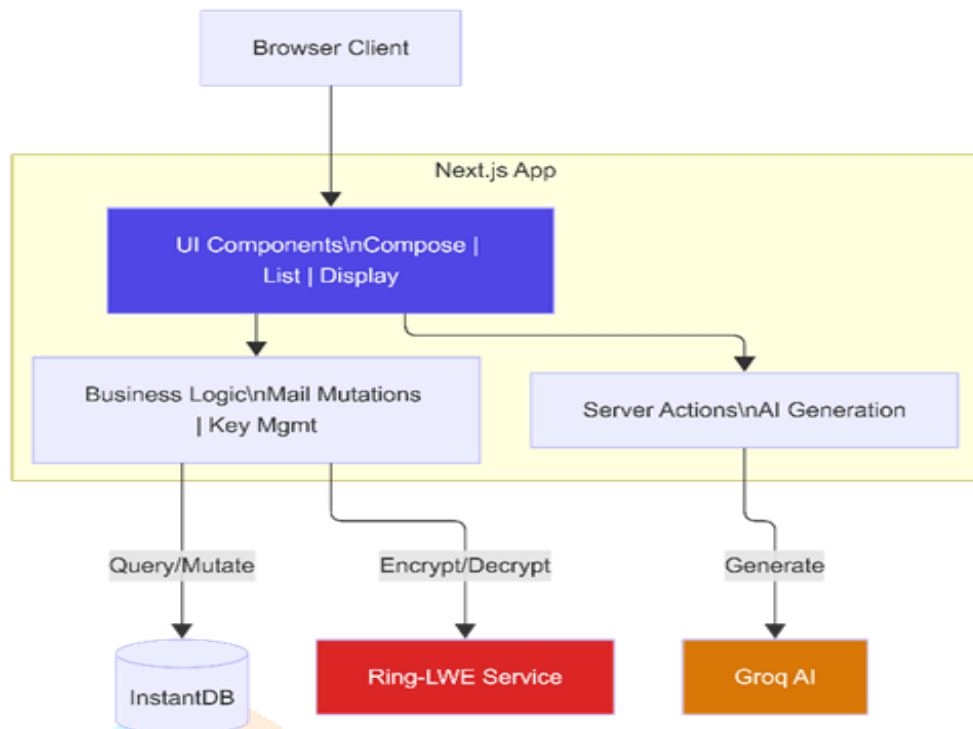 Browser Client
Next.js App
UI Components\nCompose |
List | Display
Business Logic\nMail Mutations
| Key Mgmt
Server Actions\nAI Generation
Query/Mutate
Encrypt/Decrypt
Generate
InstantDB
Ring-LWE Service
Groq AI